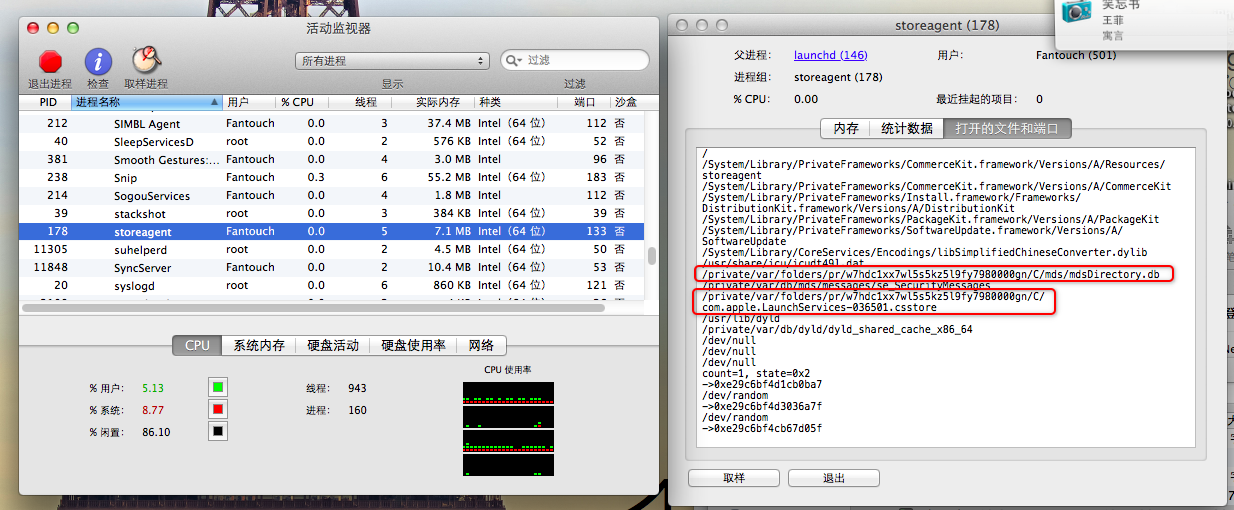 活动监视器
退出进程 检查 取样进程
所有进程
显示
过滤
过滤
PID 进程名称 用户 % CPU 线程 实际内存 种类 端口 沙盒
212 SIMBL Agent Fantouch 0.0 3 37.4 MB Intel（64 位） 112 否
40 SleepServicesD root 0.0 2 576 KB Intel（64 位） 52 否
381 Smooth Gestures:... Fantouch 0.0 4 3.0 MB Intel 96 否
238 Snip Fantouch 0.3 6 55.2 MB Intel（64 位） 183 否
214 SogouServices Fantouch 0.0 4 1.8 MB Intel 112 否
39 stackshot root 0.0 3 384 KB Intel（64 位） 39 否
178 storeagent Fantouch 0.0 5 7.1 MB Intel（64 位） 133 否
11305 suhelperd root 0.0 2 4.5 MB Intel（64 位） 50 否
11848 SyncServer Fantouch 0.0 2 10.4 MB Intel（64 位） 53 否
20 syslogd root 0.0 6 860 KB Intel（64 位） 121 否
CPU 系统内存 硬盘活动 硬盘使用率 网络
% 用户: 5.13
% 系统: 8.77
% 闲置: 86.10
线程: 943
进程: 160
CPU 使用率
storeagent (178)
父进程: launchd (146) 用户: Fantouch (501)
进程组: storeagent (178)
% CPU: 0.00 最近挂起的项目: 0
内存 统计数据 打开的文件和端口
/
/System/Library/PrivateFrameworks/CommerceKit.framework/Versions/A/Resources/
storeagent
/System/Library/PrivateFrameworks/CommerceKit.framework/Versions/A/CommerceKit
/System/Library/PrivateFrameworks/Install.framework/Frameworks/
DistributionKit.framework/Versions/A/DistributionKit
/System/Library/PrivateFrameworks/PackageKit.framework/Versions/A/PackageKit
/System/Library/PrivateFrameworks/SoftwareUpdate.framework/Versions/A/
SoftwareUpdate
/System/Library/CoreServices/Encodings/libSimplifiedChineseConverter.dylib
/usr/share/icu/icudt49l.dat
/private/var/folders/pr/w7hdc1xx7wl5s5kz5l9fy7980000gn/C/mds/mdsDirectory.db
/private/var/db/mds/messages/se_SecurityMessages
/private/var/folders/pr/w7hdc1xx7wl5s5kz5l9fy7980000gn/C/
com.apple.LaunchServices-036501.csstore
/usr/lib/dyld
/private/var/db/dyld/dyld_shared_cache_x86_64
/dev/null
/dev/null
/dev/null
count=1, state=0x2
->0xe29c6bf4d1cb0ba7
/dev/random
->0xe29c6bf4d3036a7f
/dev/random
->0xe29c6bf4cb67d05f
取样 退出
笑忘书
王菲
寓言